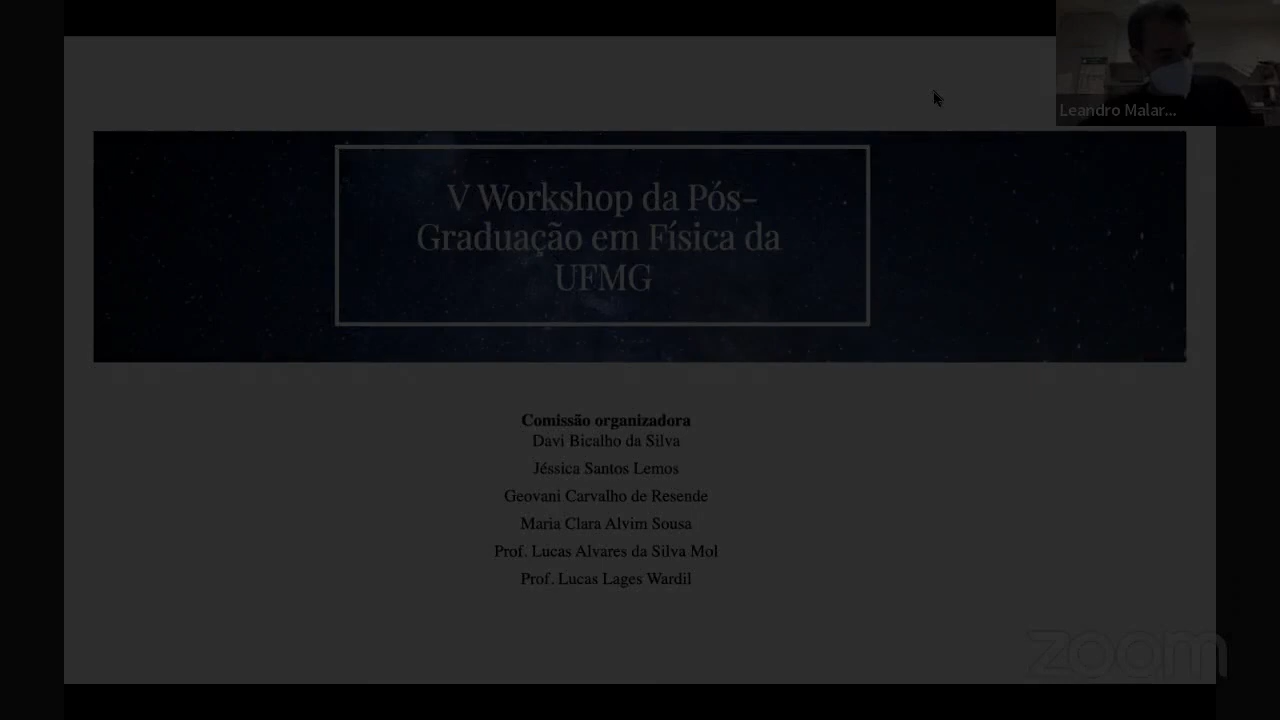 Leandro Malar...
V Workshop da Pós-
Graduação em Física da
UFMG
Comissão organizadora
Davi Bicalho da Silva
Jéssica Santos Lemos
Geovani Carvalho de Resende
Maria Clara Alvim Sousa
Prof. Lucas Alvares da Silva Mol
Prof. Lucas Lages Wardil
zoom